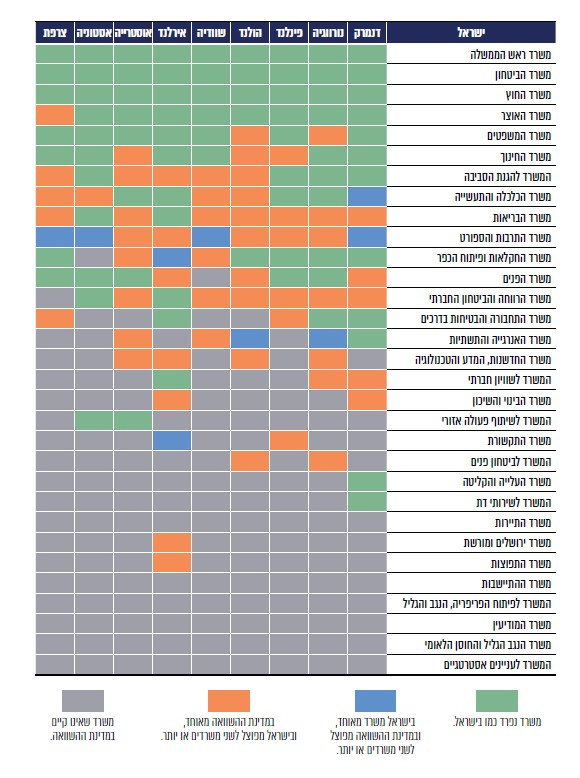 ישראל דנמרק נורווגיה פינלנד הולנד שוודיה אירלנד אוסטרייה אסטוניה צרפת
משרד ראש הממשלה
משרד הביטחון
משרד החוץ
משרד האוצר
משרד המשפטים
משרד החינוך
המשרד להגנת הסביבה
משרד הכלכלה והתעשייה
משרד הבריאות
משרד התרבות והספורט
משרד החקלאות ופיתוח הכפר
משרד הפנים
משרד הרווחה והביטחון החברתי
משרד התחבורה והבטיחות בדרכים
משרד האנרגייה והתשתיות
משרד החדשנות, המדע והטכנולוגיה
המשרד לשוויון חברתי
משרד הבינוי והשיכון
המשרד לשיתוף פעולה אזורי
משרד התקשורת
המשרד לביטחון פנים
משרד העלייה והקליטה
המשרד לשירותי דת
משרד התיירות
משרד ירושלים ומורשת
משרד התפוצות
משרד ההתיישבות
המשרד לפיתוח הפריפריה, הנגב והגליל
משרד המודיעין
משרד הנגב הגליל והחוסן הלאומי
המשרד לעניינים אסטרטגיים
משרד נפרד כמו בישראל.
בישראל משרד מאוחד,
ובמדינת ההשוואה מפוצל
לשני משרדים או יותר.
במדינת ההשוואה מאוחד,
ובישראל מפוצל לשני משרדים או יותר.
משרד שאינו קיים
במדינת ההשוואה.